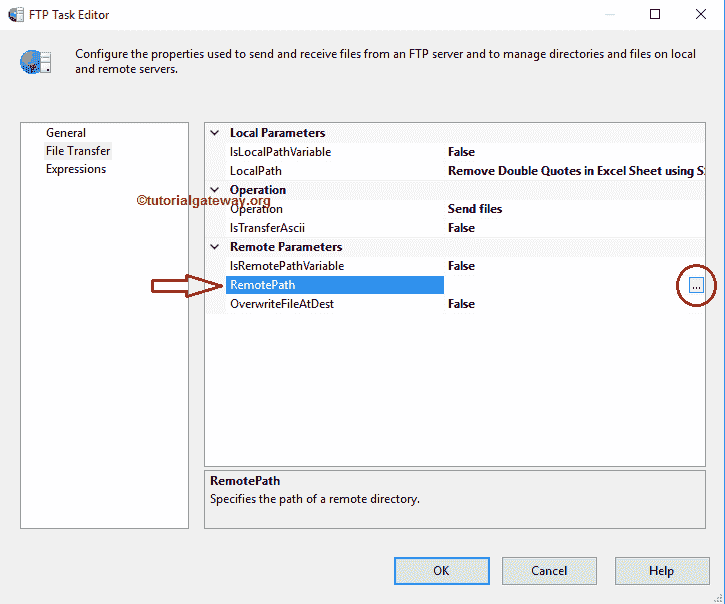 FTP Task Editor
Configure the properties used to send and receive files from an FTP server and to manage directories and files on local
and remote servers.
General
File Transfer
Expressions
Local Parameters
IsLocalPathVariable False
LocalPath Remove Double Quotes in Excel Sheet using
Operation
©tutorialgateway.org
Operation Send files
IsTransferAscii False
Remote Parameters
IsRemotePathVariable False
RemotePath ...
OverwriteFileAtDest False
RemotePath
Specifies the path of a remote directory.
OK Cancel Help